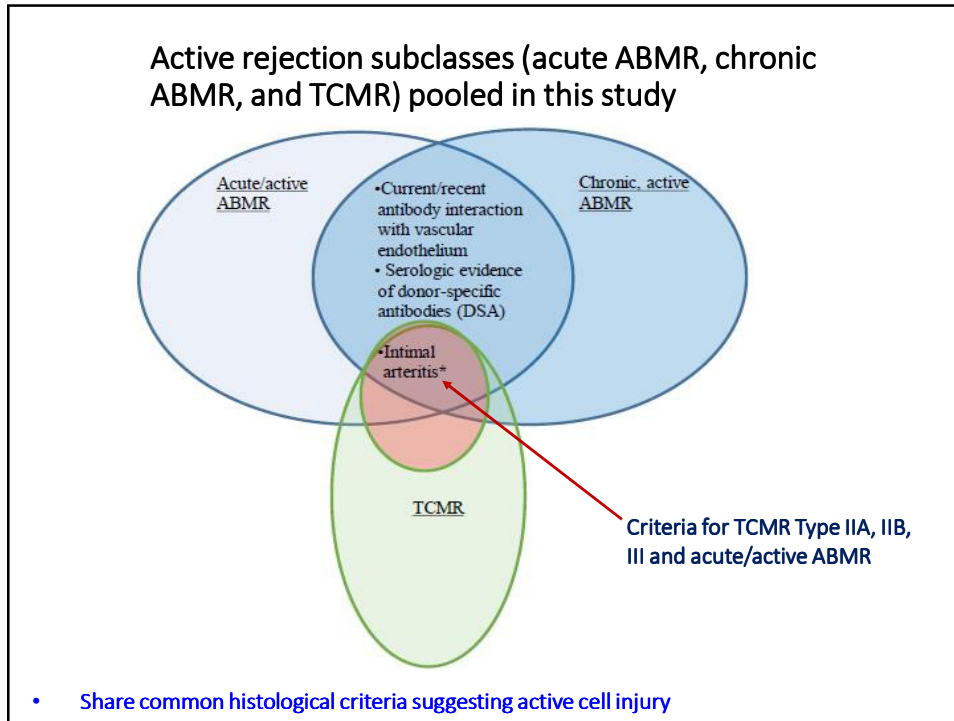 Active rejection subclasses (acute ABMR, chronic
ABMR, and TCMR) pooled in this study
Acute/active
ABMR
•Current/recent
antibody interaction
with vascular
endothelium
• Serologic evidence
of donor-specific
antibodies (DSA)
•Intimal
arteritis*
Chronic, active
ABMR
TCMR
Criteria for TCMR Type IIA, IIB,
III and acute/active ABMR
• Share common histological criteria suggesting active cell injury